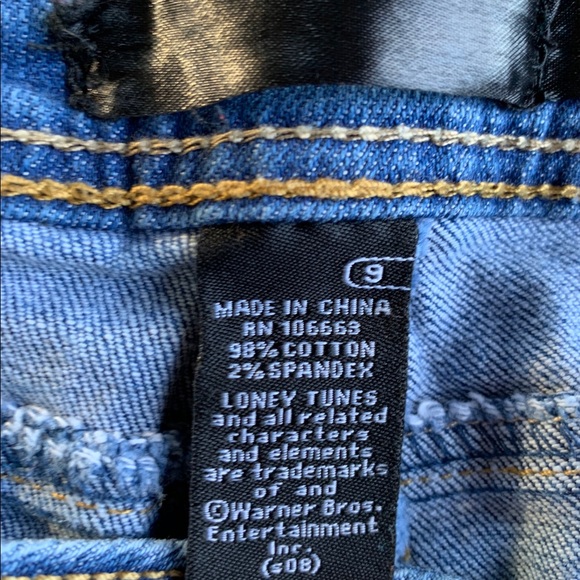 9
MADE IN CHINA
RN 106663
98% COTTON
2% SPANDEX
LONEY TUNES
and all related
characters
and elements
are trademarks
of and
©Warner Bros.
Entertainment
Inc.
(s08)